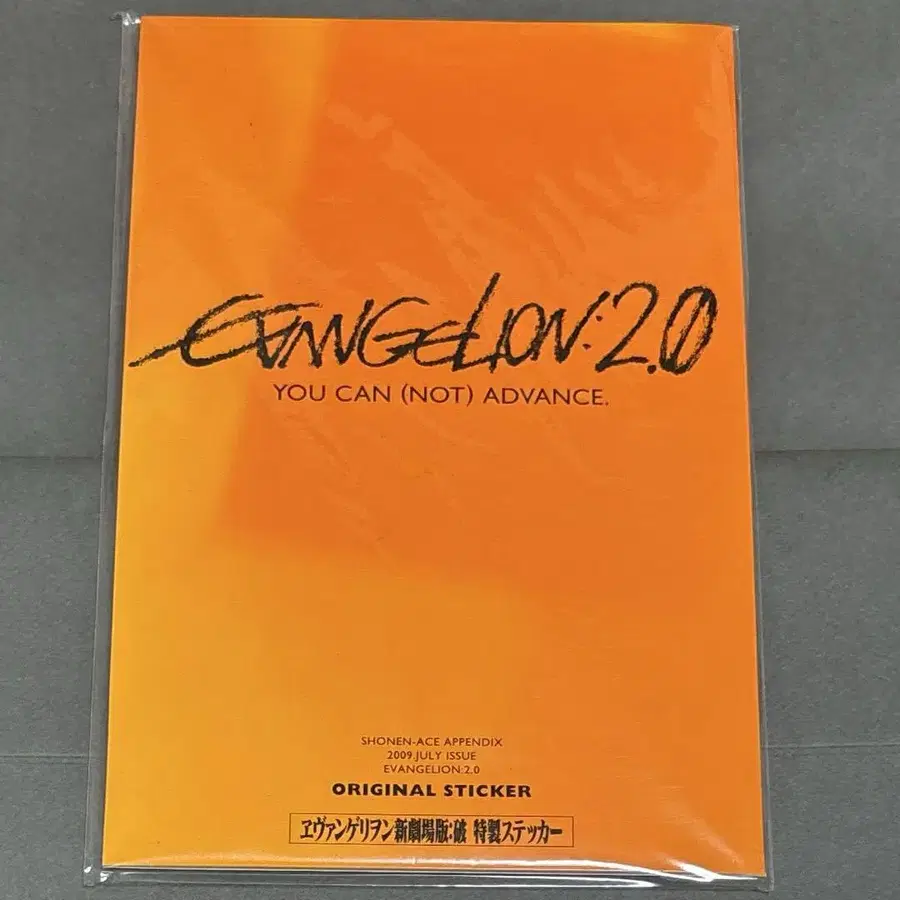 EVANGELION:2.0
YOU CAN (NOT) ADVANCE.
SHONEN-ACE APPENDIX
2009.JULY ISSUE
EVANGELION:2.0
ORIGINAL STICKER
ヱヴァンゲリヲン新劇場版:破 特製ステッカー